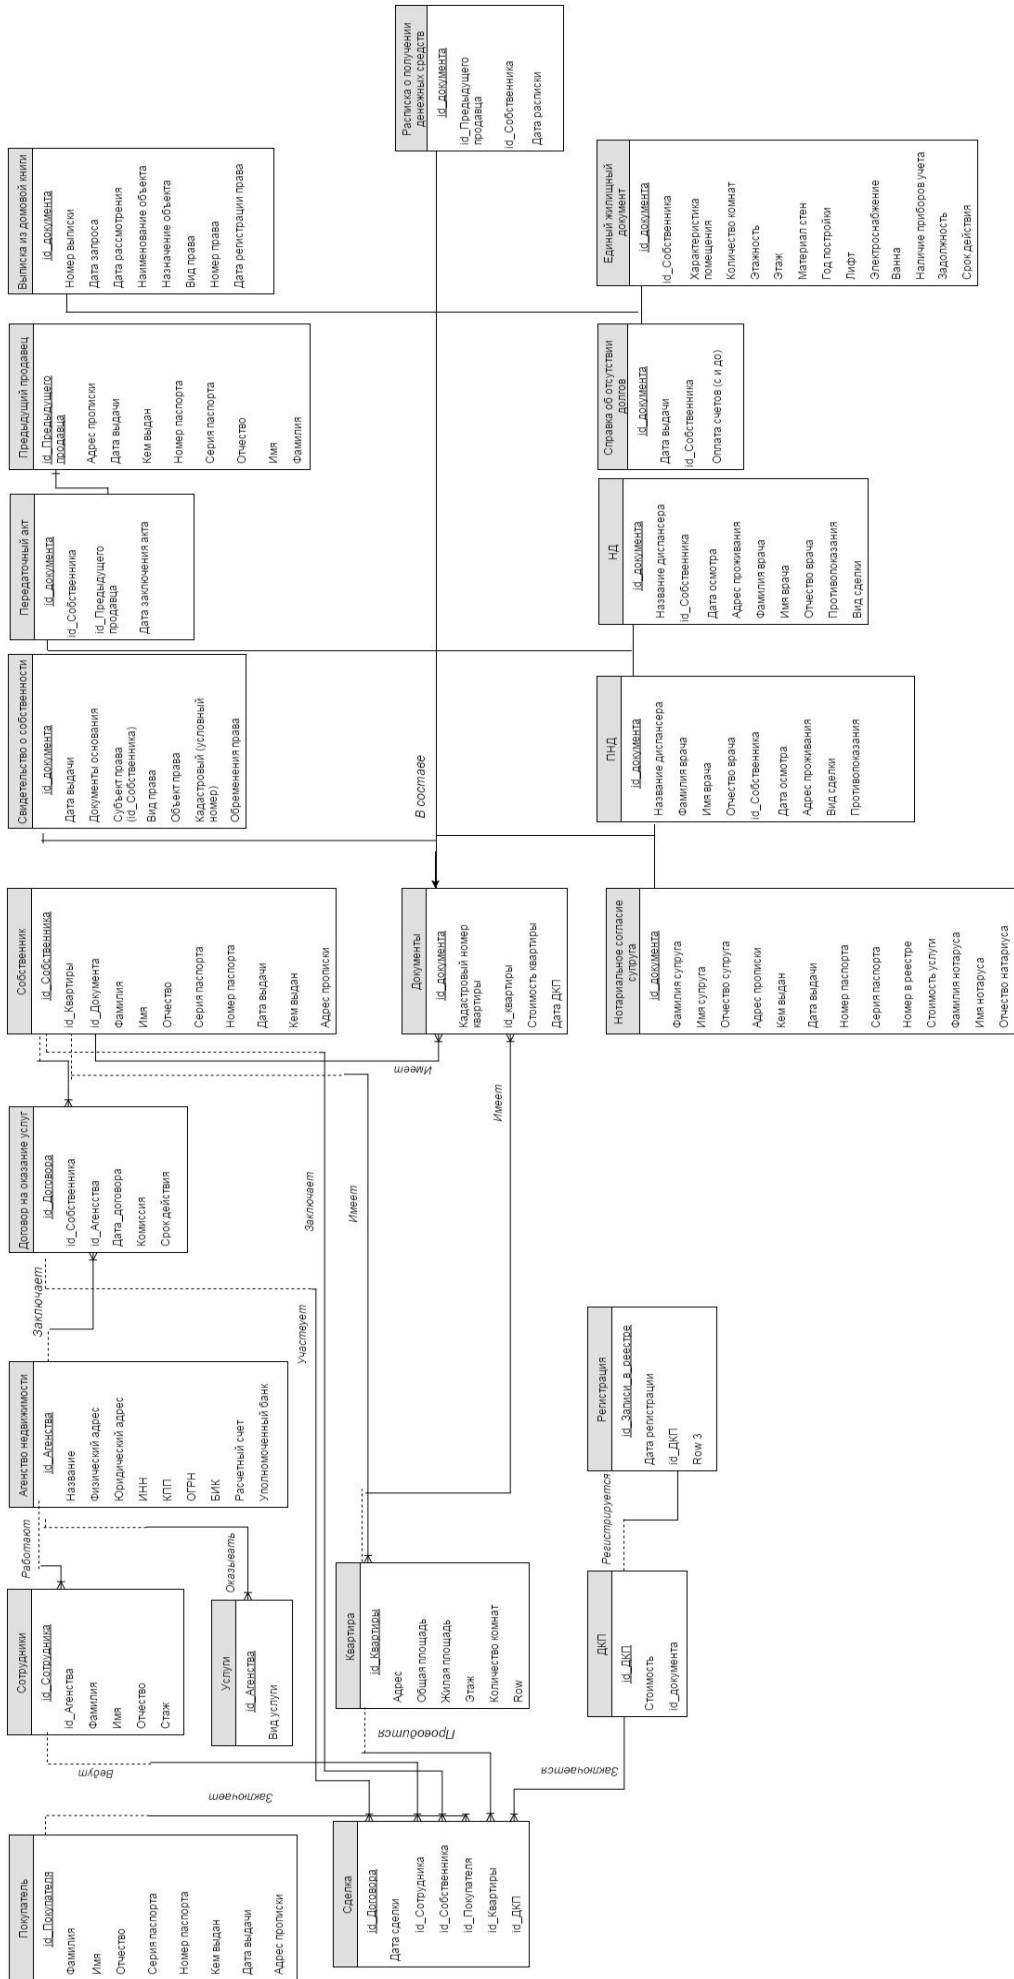 Покупатель
id_Покупателя
Фамилия
Имя
Отчество
Серия паспорта
Номер паспорта
Кем выдан
Дата выдачи
Адрес прописки
Заключает
Сотрудники
id_Сотрудника
id_Агенства
Фамилия
Имя
Отчество
Стаж
Ведут
Работают
Агенство недвижимости
id_Агенства
Название
Физический адрес
Юридический адрес
ИНН
КПП
ОГРН
БИК
Расчетный счет
Уполномоченный банк
Заключает
Договор на оказание услуг
id_Договора
id_Собственника
id_Агенсства
Дата_договора
Комиссия
Срок действия
Собственник
id_Собственника
id_Квартиры
id_Документа
Фамилия
Имя
Отчество
Серия паспорта
Номер паспорта
Дата выдачи
Кем выдан
Адрес прописки
Свидетельство о собственности
id_документа
Дата выдачи
Документы основания
Субъект права
(id_Собственника)
Вид права
Объект права
Кадастровый (условный
номер)
Обременения права
Передаточный акт
id_документа
id_Собственника
id_Предыдущего
продавца
Дата заключения акта
Предыдущий продавец
id_Предыдущего
продавца
Адрес прописки
Дата выдачи
Кем выдан
Номер паспорта
Серия паспорта
Отчество
Имя
Фамилия
Выписка из домовой книги
id_документа
Номер выписки
Дата запроса
Дата рассмотрения
Наименование объекта
Назначение объекта
Вид права
Номер права
Дата регистрации права
Услуги
id_Агенства
Вид услуги
Оказывать
Участвует
Заключает
Имеет
Имеет
Имеет
Сделка
id_Договора
Дата сделки
id_Сотрудника
id_Собственника
id_Покупателя
id_Квартиры
id_ДКП
Проводится
Квартира
id_Квартиры
Адрес
Общая площадь
Жилая площадь
Этаж
Количество комнат
Row
Документы
id_документа
Кадастровый номер
квартиры
id_квартиры
Стоимость квартиры
Дата ДКП
В составе
Расписка о получении
денежных средств
id_документа
id_Предыдущего
продавца
id_Собственника
Дата расписки
Заключается
ДКП
id_ДКП
Стоимость
id_документа
Регистрируется
Регистрация
id_Записи_в_реестре
Дата регистрации
id_ДКП
Row 3
Нотариальное согласие
супруга
id_документа
Фамилия супруга
Имя супруга
Отчество супруга
Адрес прописки
Кем выдан
Дата выдачи
Номер паспорта
Серия паспорта
Номер в реестре
Стоимость услуги
Фамилия нотаруса
Имя нотаруса
Отчество натариуса
ПНД
id_документа
Название диспансера
Фамилия врача
Имя врача
Отчество врача
id_Собственника
Дата осмотра
Адрес проживания
Вид сделки
Противопоказания
НД
id_документа
Название диспансера
id_Собственника
Дата осмотра
Адрес проживания
Фамилия врача
Имя врача
Отчество врача
Противопоказания
Вид сделки
Справка об отсутствии
долгов
id_документа
Дата выдачи
id_Собственника
Оплата счетов (с и до)
Единый жилищный
документ
id_документа
id_Собственника
Характеристика
помещения
Количество комнат
Этажность
Этаж
Материал стен
Год постройки
Лифт
Электроснабжение
Ванна
Наличие приборов учета
Задолжность
Срок действия